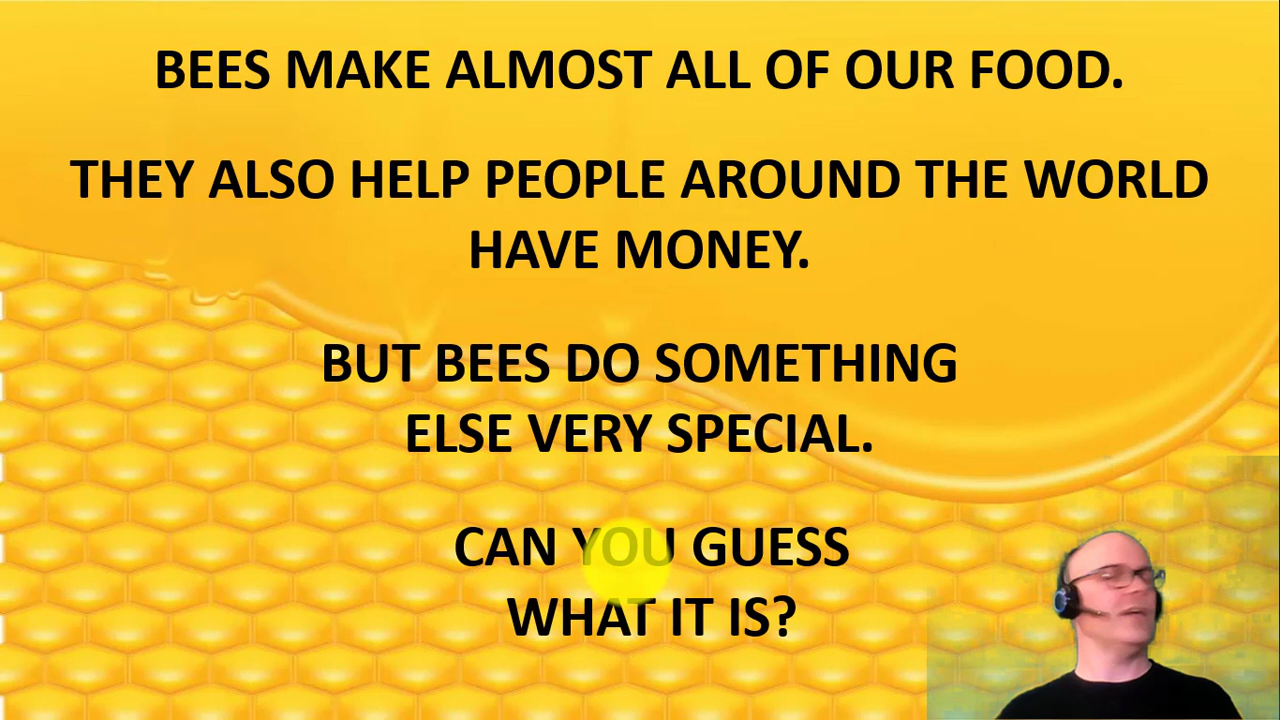 BEES MAKE ALMOST ALL OF OUR FOOD.
THEY ALSO HELP PEOPLE AROUND THE WORLD
HAVE MONEY.
BUT BEES DO SOMETHING
ELSE VERY SPECIAL.
CAN YOU GUESS
WHAT IT IS?